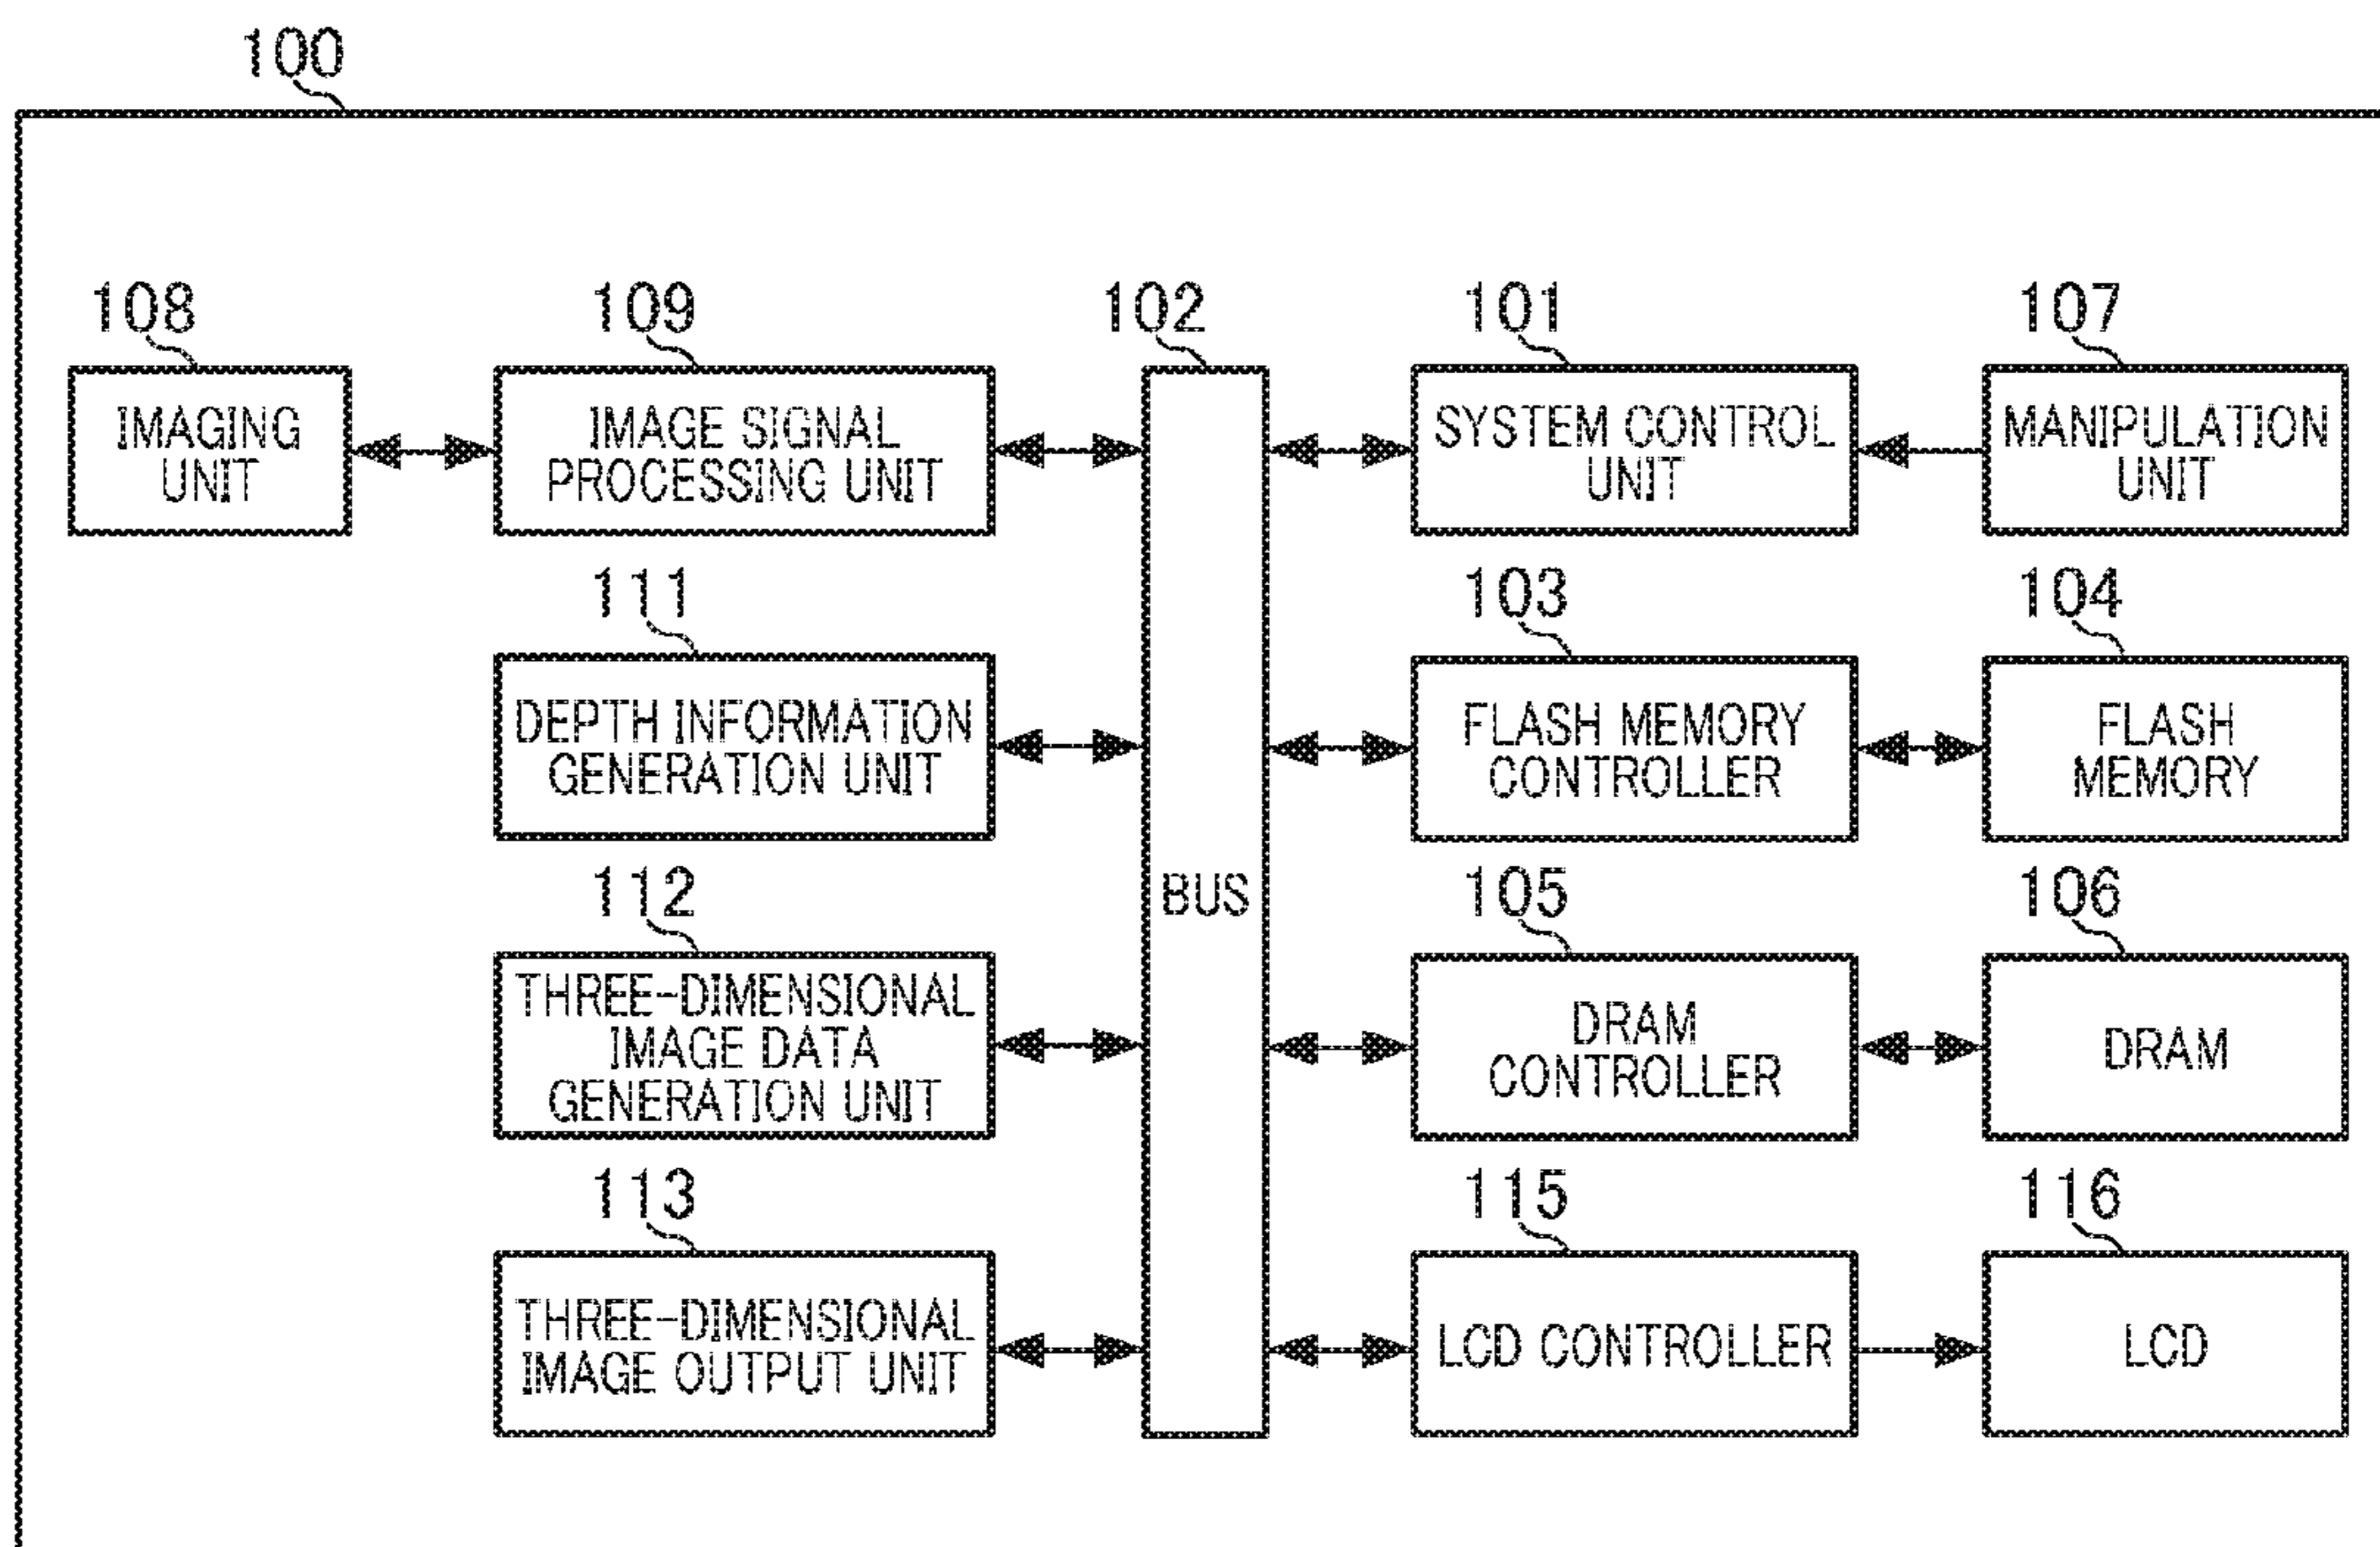 100
108
109
102
101
107
IMAGING
UNIT
IMAGE SIGNAL
PROCESSING UNIT
SYSTEM CONTROL
UNIT
MANIPULATION
UNIT
111
103
104
DEPTH INFORMATION
GENERATION UNIT
FLASH MEMORY
CONTROLLER
FLASH
MEMORY
112
BUS
105
106
THREE-DIMENSIONAL
IMAGE DATA
GENERATION UNIT
DRAM
CONTROLLER
DRAM
113
115
116
THREE-DIMENSIONAL
IMAGE OUTPUT UNIT
LCD CONTROLLER
LCD